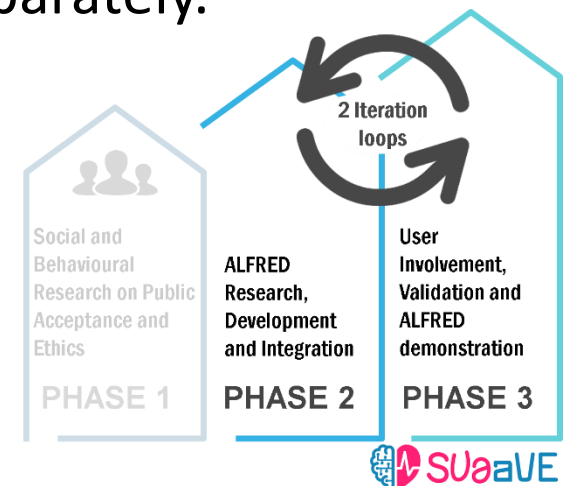 parately.
2 Iteration
loops
Social and
Behavioural
Research on Public
Acceptance and
Ethics
PHASE 1
ALFRED
Research,
Development
and Integration
PHASE 2
User
Involvement,
Validation and
ALFRED
demonstration
PHASE 3
SUaaVE